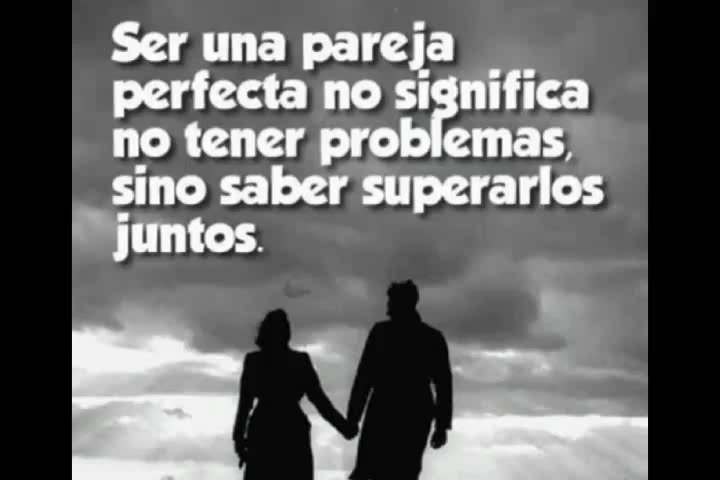 Ser una pareja
perfecta no significa
no tener problemas,
sino saber superarlos
juntos.